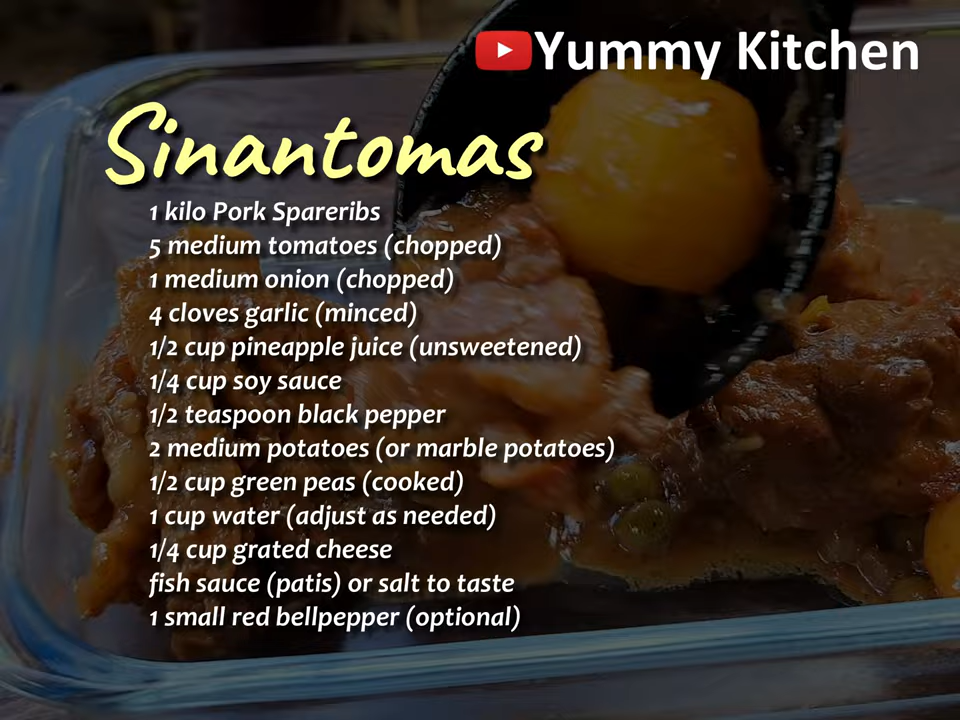 Yummy Kitchen
Sinantomas
1 kilo Pork Spareribs
5 medium tomatoes (chopped)
1 medium onion (chopped)
4 cloves garlic (minced)
1/2 cup pineapple juice (unsweetened)
1/4 cup soy sauce
1/2 teaspoon black pepper
2 medium potatoes (or marble potatoes)
1/2 cup green peas (cooked)
1 cup water (adjust as needed)
1/4 cup grated cheese
fish sauce (patis) or salt to taste
1 small red bellpepper (optional)